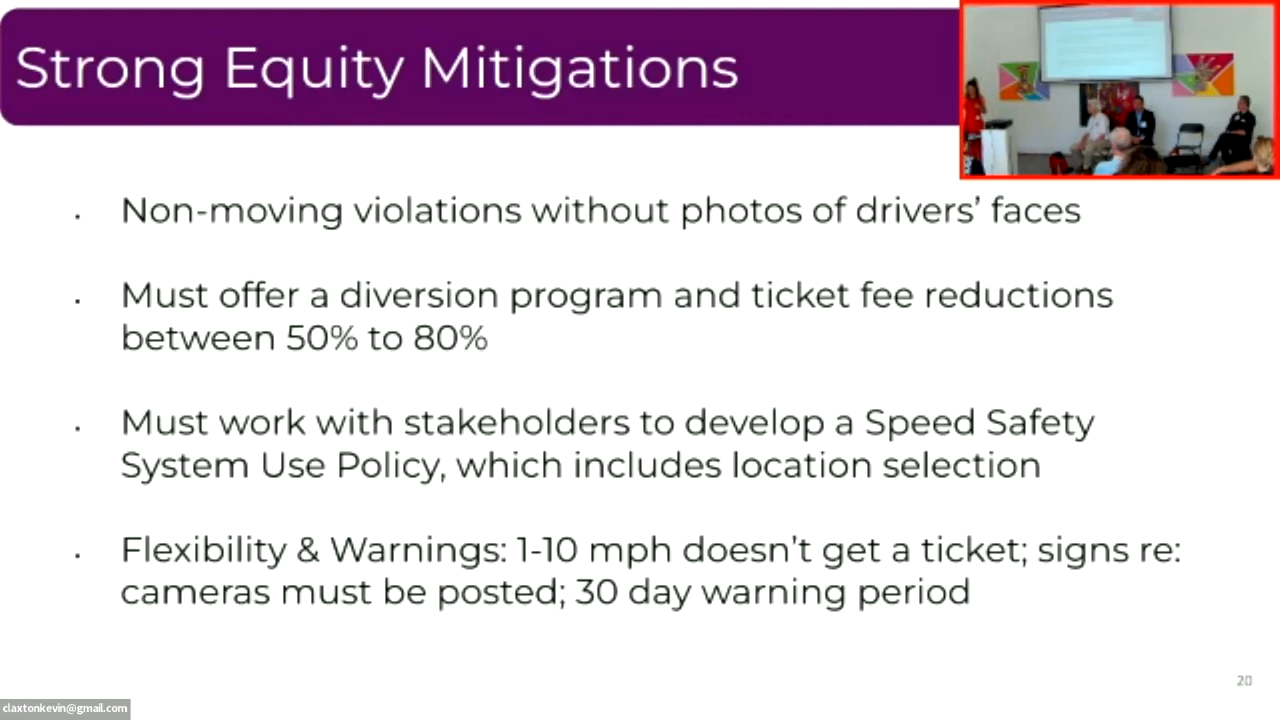 Strong Equity Mitigations
Non-moving violations without photos of drivers’ faces
Must offer a diversion program and ticket fee reductions
between 50% to 80%
Must work with stakeholders to develop a Speed Safety
System Use Policy, which includes location selection
Flexibility & Warnings: 1-10 mph doesn’t get a ticket; signs re:
cameras must be posted; 30 day warning period
20
claxtonkevin@gmail.com